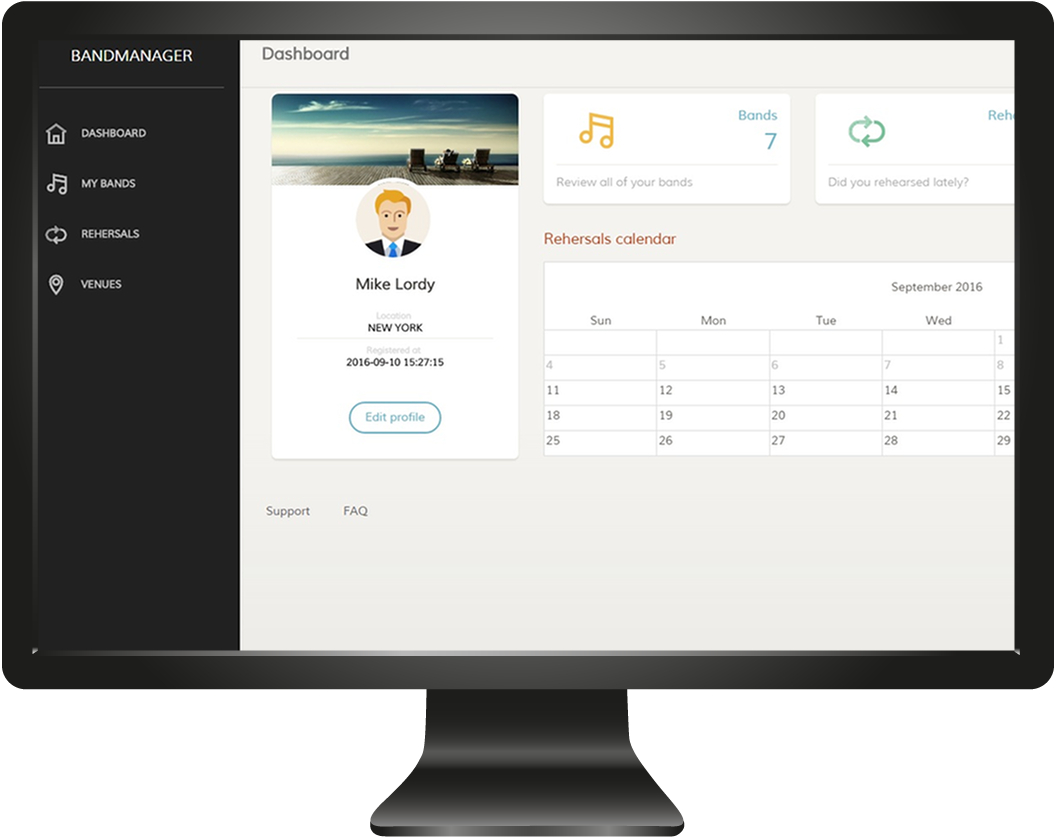 BANDMANAGER
DASHBOARD
MY BANDS
REHERSALS
VENUES
Dashboard
Mike Lordy
Location
NEW YORK
Registered at
2016-09-10 15:27:15
Edit profile
Bands
7
Review all of your bands
Reh
Did you rehearsed lately?
Rehersals calendar
September 2016
Sun Mon Tue Wed
1
4 5 6 7 8
11 12 13 14 15
18 19 20 21 22
25 26 27 28 29
Support FAQ